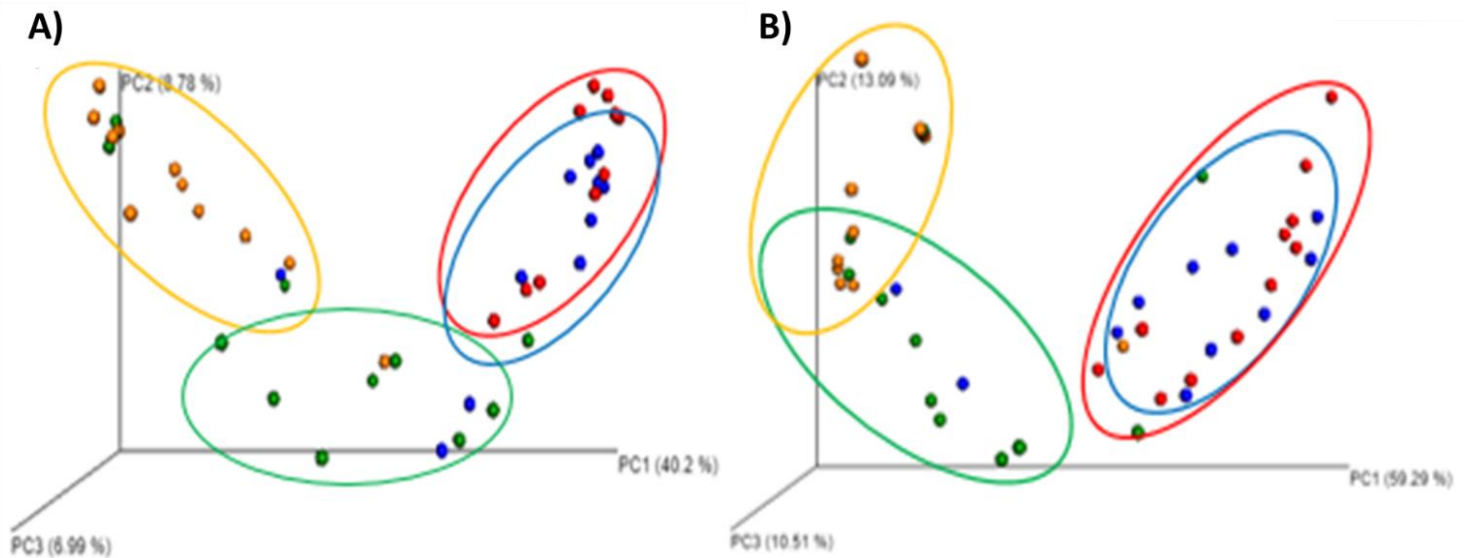 A)
B)
PC2 (8.78 %)
PC1 (40.2 %)
PC3 (6.99 %)
PC2 (13.09 %)
PC1 (59.29 %)
PC3 (10.51 %)